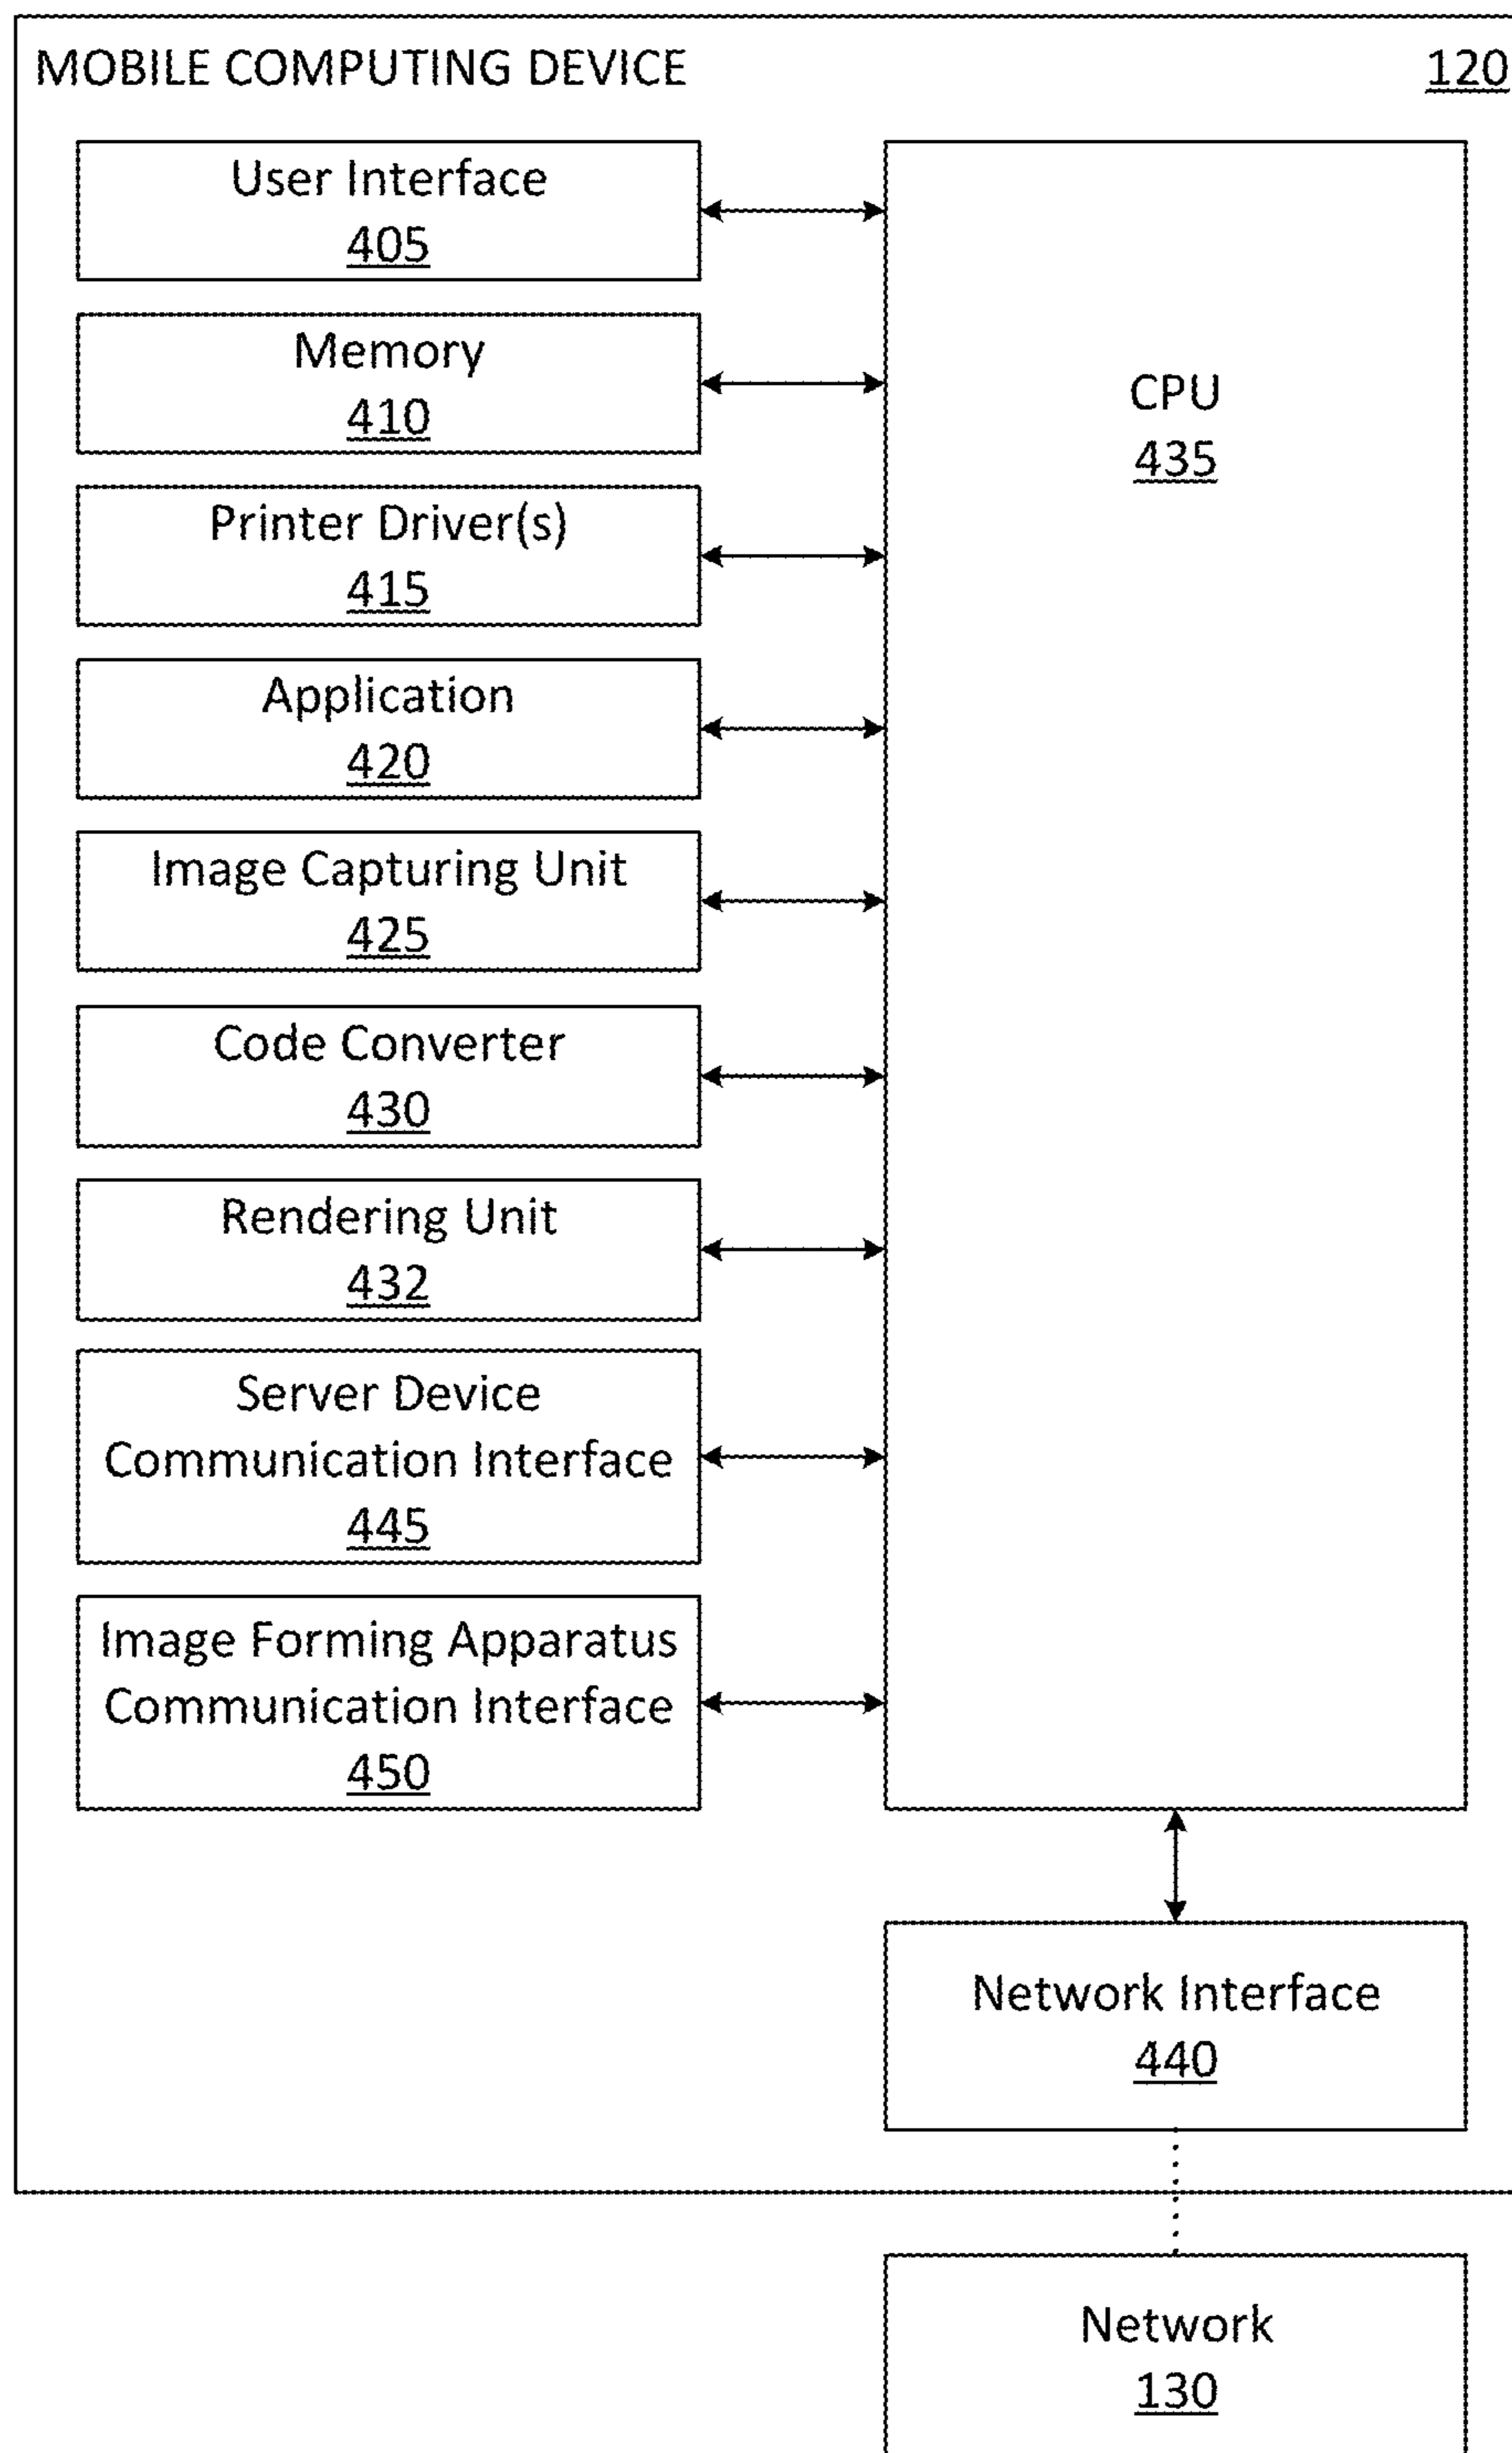 MOBILE COMPUTING DEVICE 120
User Interface
405
Memory
410
CPU
435
Printer Driver(s)
415
Application
420
Image Capturing Unit
425
Code Converter
430
Rendering Unit
432
Server Device
Communication Interface
445
Image Forming Apparatus
Communication Interface
450
Network Interface
440
Network
130